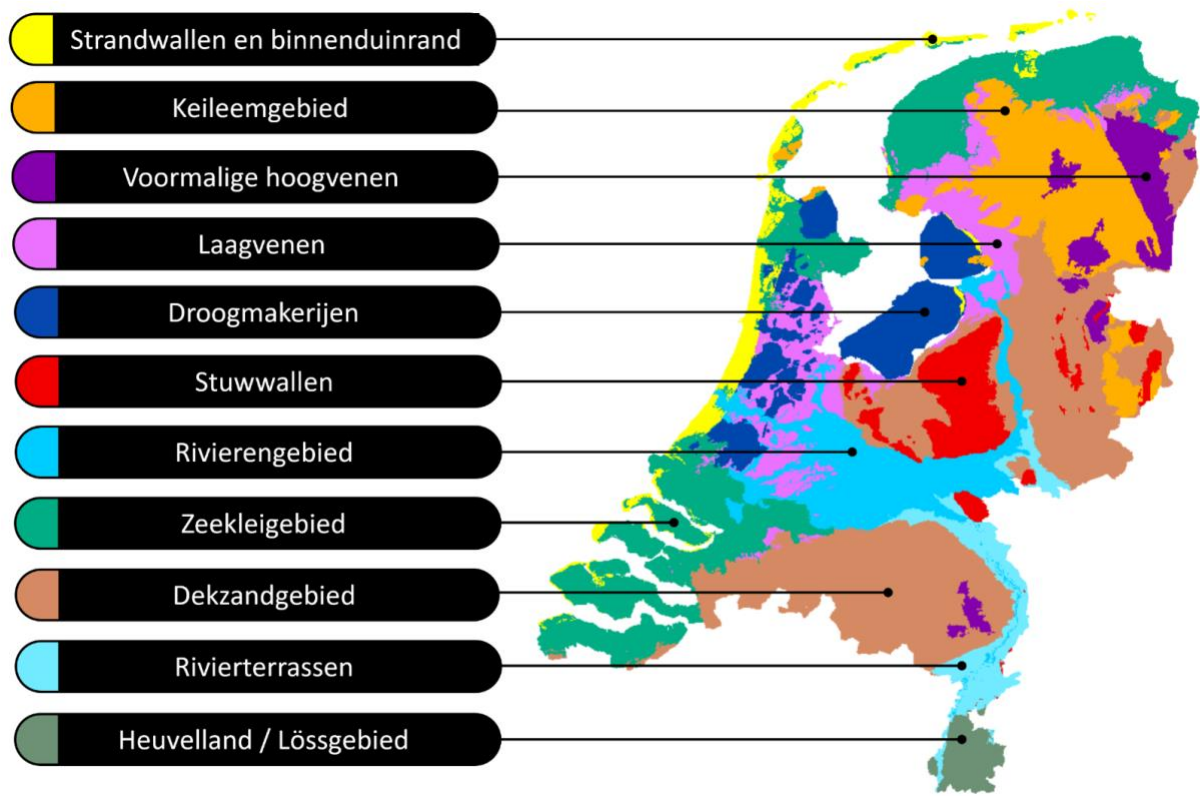 Strandwallen en binnenduinrand
Keileemgebied
Voormalige hoogvenen
Laagvenen
Droogmakerijen
Stuwwallen
Rivierengebied
Zeekleigebied
Dekzandgebied
Rivierterrassen
Heuvelland / Lössgebied